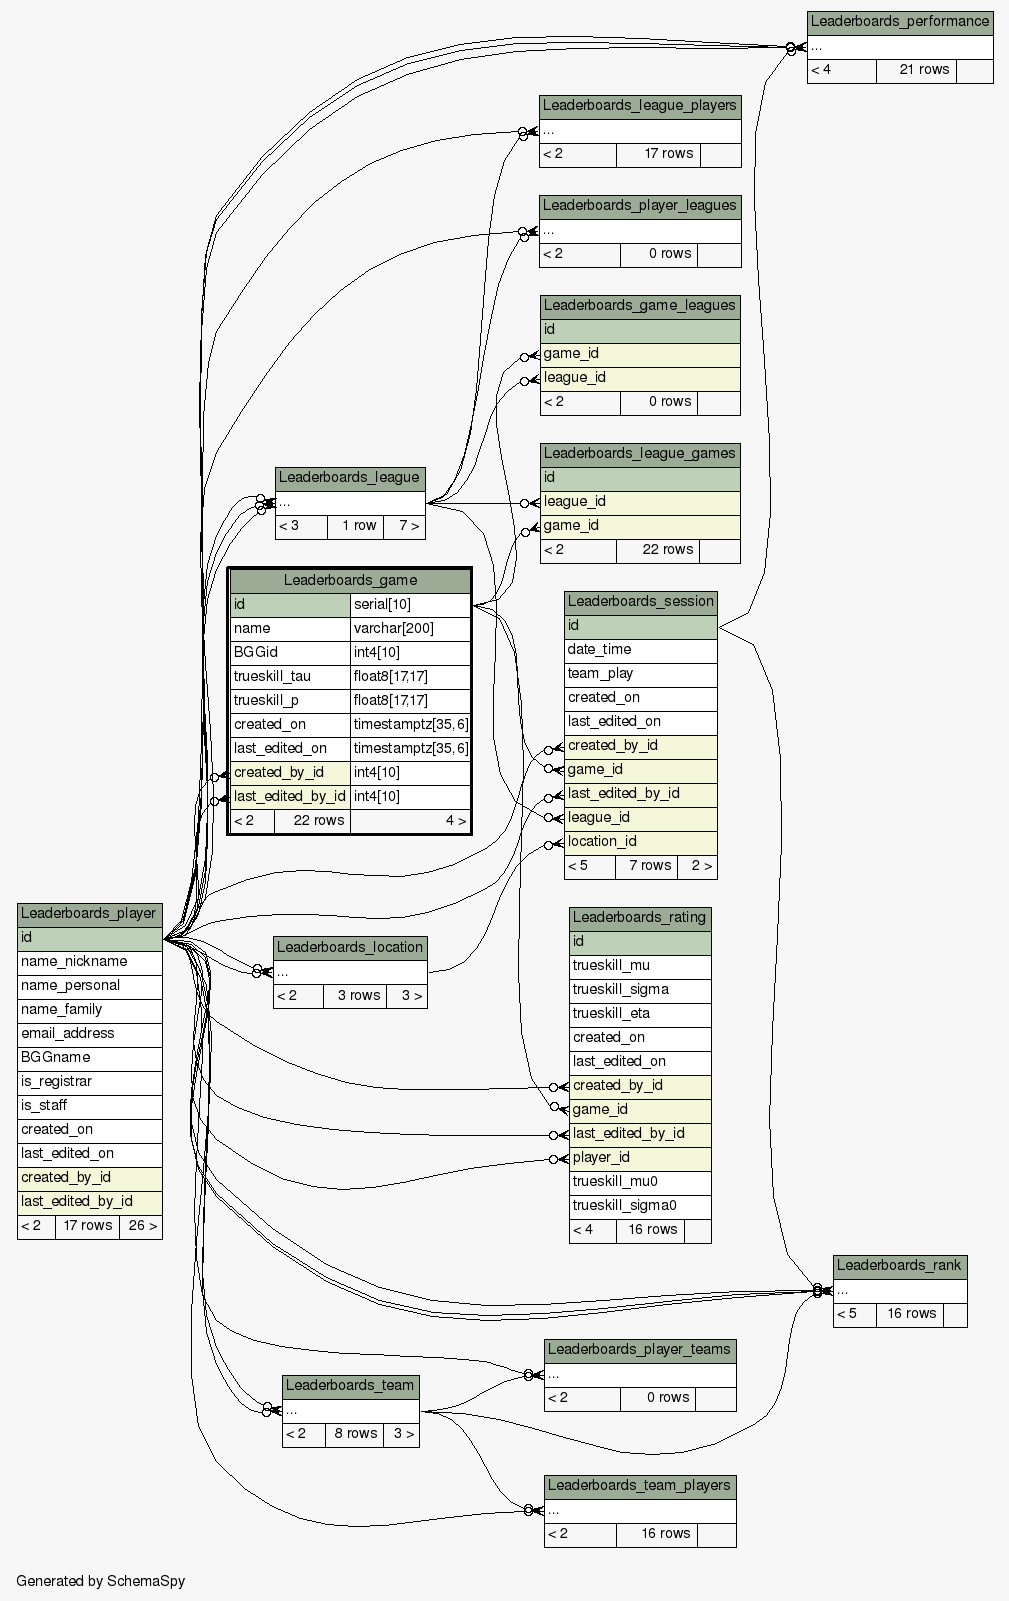 Leaderboards_performance
...
< 4 21 rows
Leaderboards_league_players
...
< 2 17 rows
Leaderboards_player_leagues
...
< 2 0 rows
Leaderboards_game_leagues
id
game_id
league_id
< 2 0 rows
Leaderboards_league_games
id
league_id
game_id
< 2 22 rows
Leaderboards_league
...
< 3 1 row 7 >
Leaderboards_game
id serial[10]
name varchar[200]
BGGid int4[10]
trueskill_tau float8[17,17]
trueskill_p float8[17,17]
created_on timestamptz[35,6]
last_edited_on timestamptz[35,6]
created_by_id int4[10]
last_edited_by_id int4[10]
< 2 22 rows 4 >
Leaderboards_session
id
date_time
team_play
created_on
last_edited_on
created_by_id
game_id
last_edited_by_id
league_id
location_id
< 5 7 rows 2 >
Leaderboards_player
id
name_nickname
name_personal
name_family
email_address
BGGname
is_registrar
is_staff
created_on
last_edited_on
created_by_id
last_edited_by_id
< 2 17 rows 26 >
Leaderboards_location
...
< 2 3 rows 3 >
Leaderboards_rating
id
trueskill_mu
trueskill_sigma
trueskill_eta
created_on
last_edited_on
created_by_id
game_id
last_edited_by_id
player_id
trueskill_mu0
trueskill_sigma0
< 4 16 rows
Leaderboards_rank
...
< 5 16 rows
Leaderboards_player_teams
...
< 2 0 rows
Leaderboards_team
...
< 2 8 rows 3 >
Leaderboards_team_players
...
< 2 16 rows
Generated by SchemaSpy